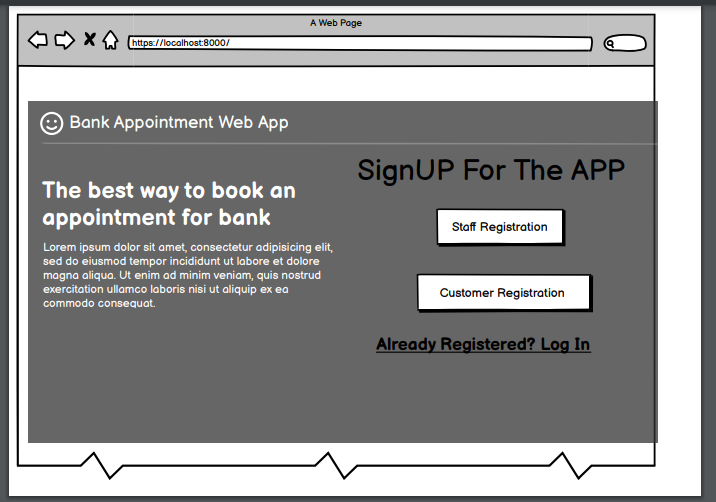 A Web Page
https://localhost:8000/
Bank Appointment Web App
The best way to book an
appointment for bank
Lorem ipsum dolor sit amet, consectetur adipisicing elit,
sed do eiusmod tempor incididunt ut labore et dolore
magna aliqua. Ut enim ad minim veniam, quis nostrud
exercitation ullamco laboris nisi ut aliquip ex ea
commodo consequat.
SignUP For The APP
Staff Registration
Customer Registration
Already Registered? Log In